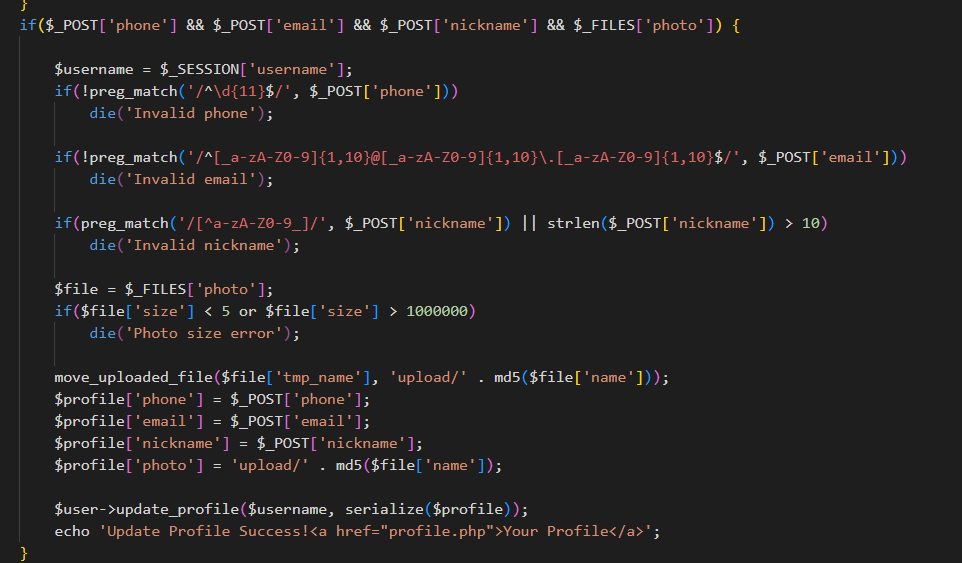 }
if($_POST['phone'] && $_POST['email'] && $_POST['nickname'] && $_FILES['photo']) {
$username = $_SESSION['username'];
if(!preg_match('/^\d{11}$/', $_POST['phone']))
die('Invalid phone');
if(!preg_match('/^[_a-zA-Z0-9]{1,10}@[_a-zA-Z0-9]{1,10}\.[_a-zA-Z0-9]{1,10}$/', $_POST['email']))
die('Invalid email');
if(preg_match('/[^a-zA-Z0-9_]/', $_POST['nickname']) || strlen($_POST['nickname']) > 10)
die('Invalid nickname');
$file = $_FILES['photo'];
if($file['size'] < 5 or $file['size'] > 1000000)
die('Photo size error');
move_uploaded_file($file['tmp_name'], 'upload/' . md5($file['name']));
$profile['phone'] = $_POST['phone'];
$profile['email'] = $_POST['email'];
$profile['nickname'] = $_POST['nickname'];
$profile['photo'] = 'upload/' . md5($file['name']);
$user->update_profile($username, serialize($profile));
echo 'Update Profile Success!<a href="profile.php">Your Profile</a>';
}